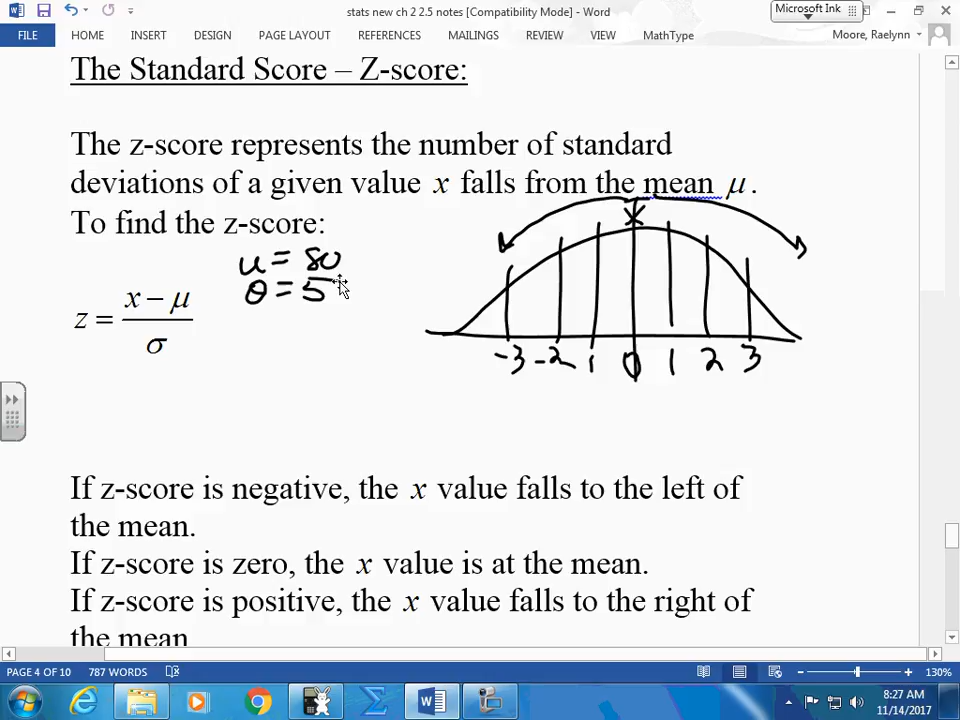 stats new ch 2 2.5 notes [Compatibility Mode] - Word
Microsoft Ink
FILE HOME INSERT DESIGN PAGE LAYOUT REFERENCES MAILINGS REVIEW VIEW MathType Moore, Raelynn
The Standard Score – Z-score:
The z-score represents the number of standard
deviations of a given value x falls from the mean μ.
To find the z-score:
u = 80
θ = 5
z = (x − μ) / σ
-3 -2 1 0 1 2 3
If z-score is negative, the x value falls to the left of
the mean.
If z-score is zero, the x value is at the mean.
If z-score is positive, the x value falls to the right of
the mean
PAGE 4 OF 10 787 WORDS 130%
8:27 AM
11/14/2017